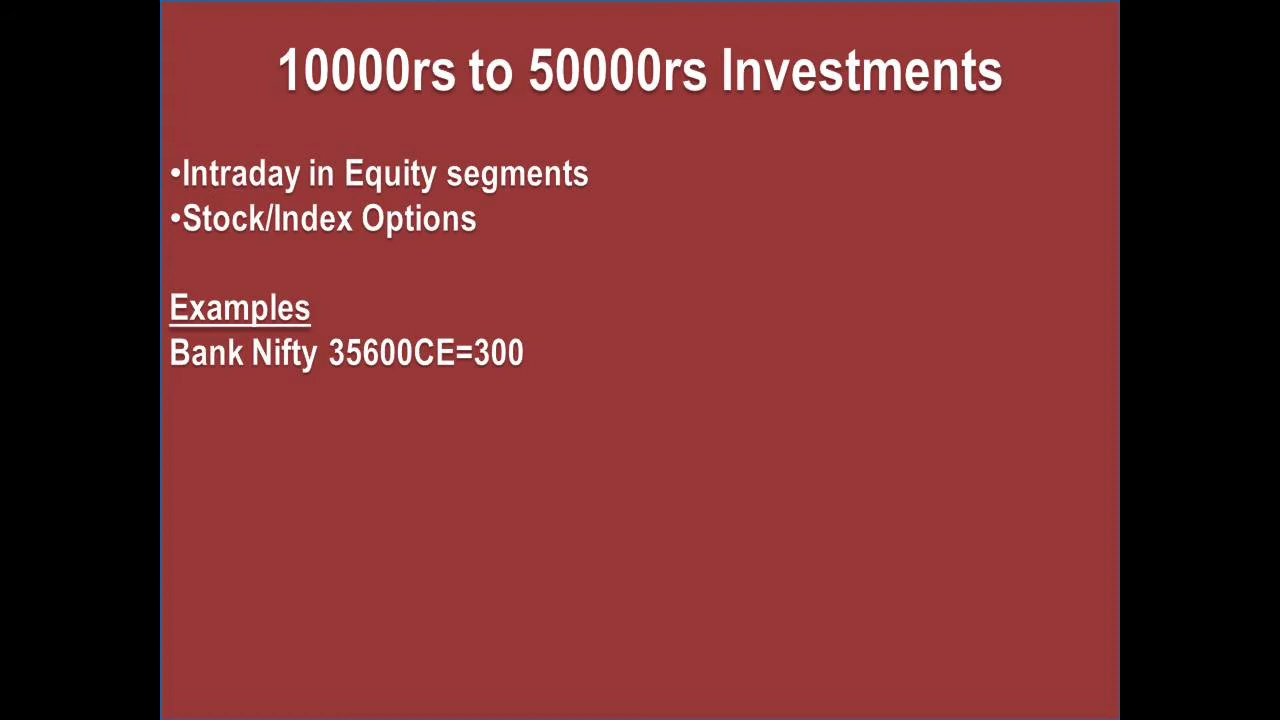 10000rs to 50000rs Investments
•Intraday in Equity segments
•Stock/Index Options
Examples
Bank Nifty 35600CE=300